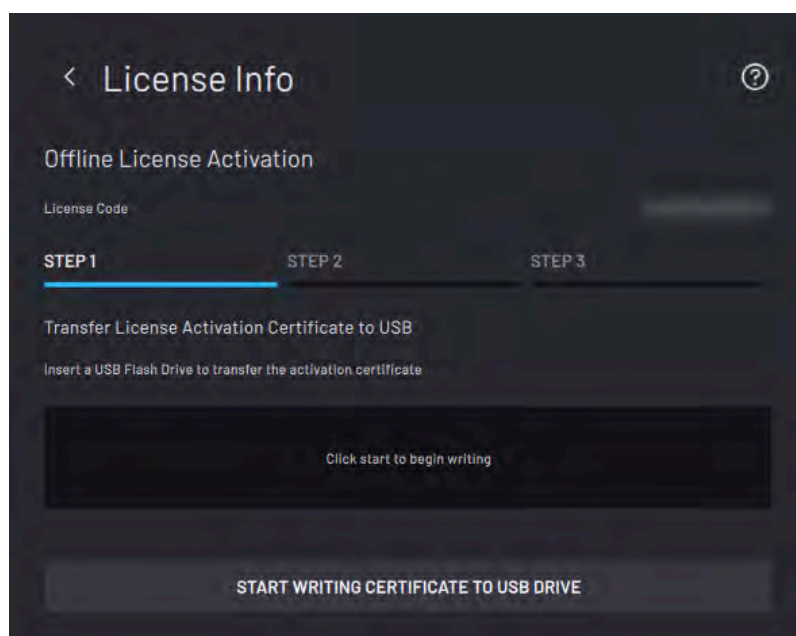 License Info
Offline License Activation
License Code
STEP 1 STEP 2 STEP 3
Transfer License Activation Certificate to USB
Insert a USB Flash Drive to transfer the activation certificate
Click start to begin writing
START WRITING CERTIFICATE TO USB DRIVE